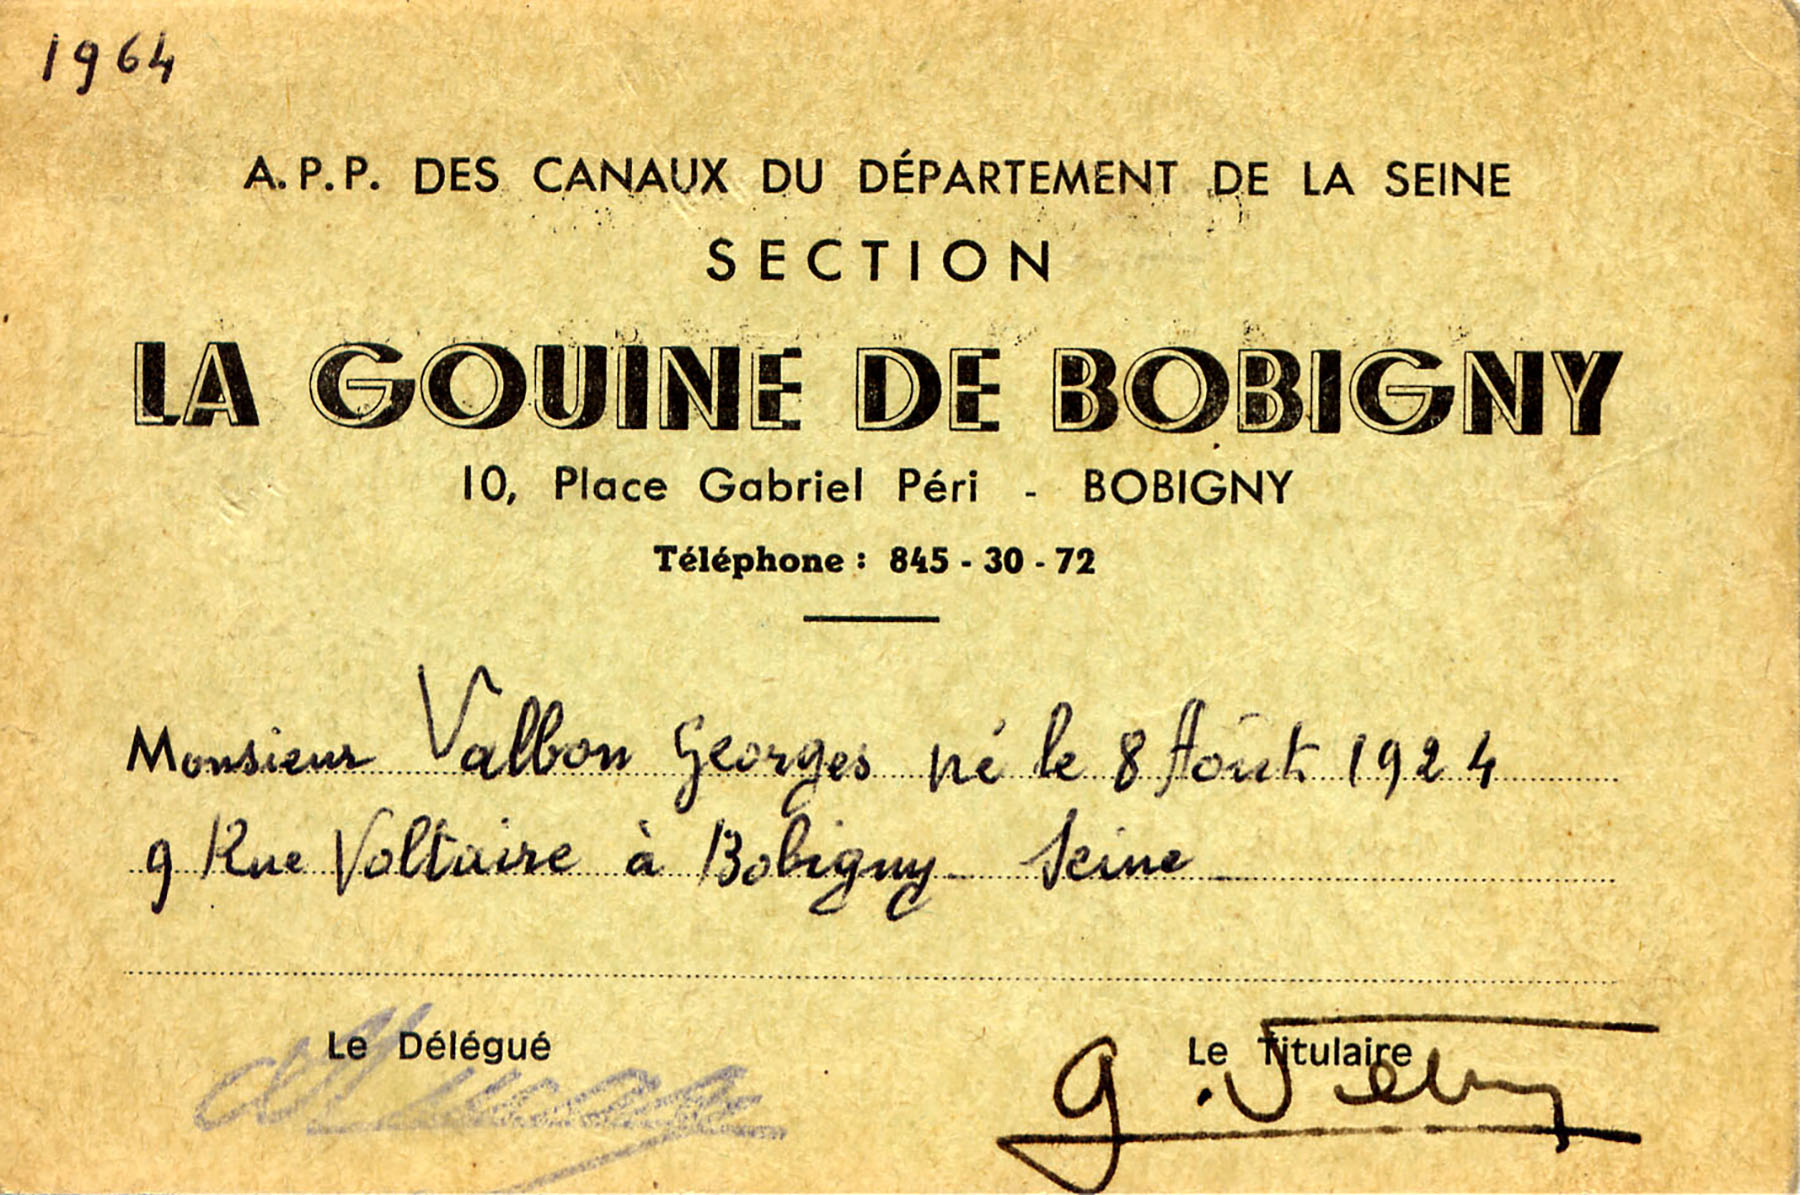 1964
A.P.P. DES CANAUX DU DÉPARTEMENT DE LA SEINE
SECTION
LA GOUINE DE BOBIGNY
10, Place Gabriel Péri - BOBIGNY
Téléphone : 845 - 30 - 72
Monsieur Valbon Georges né le 8 Août 1924
9 Rue Voltaire à Bobigny Seine
Le Délégué Le Titulaire